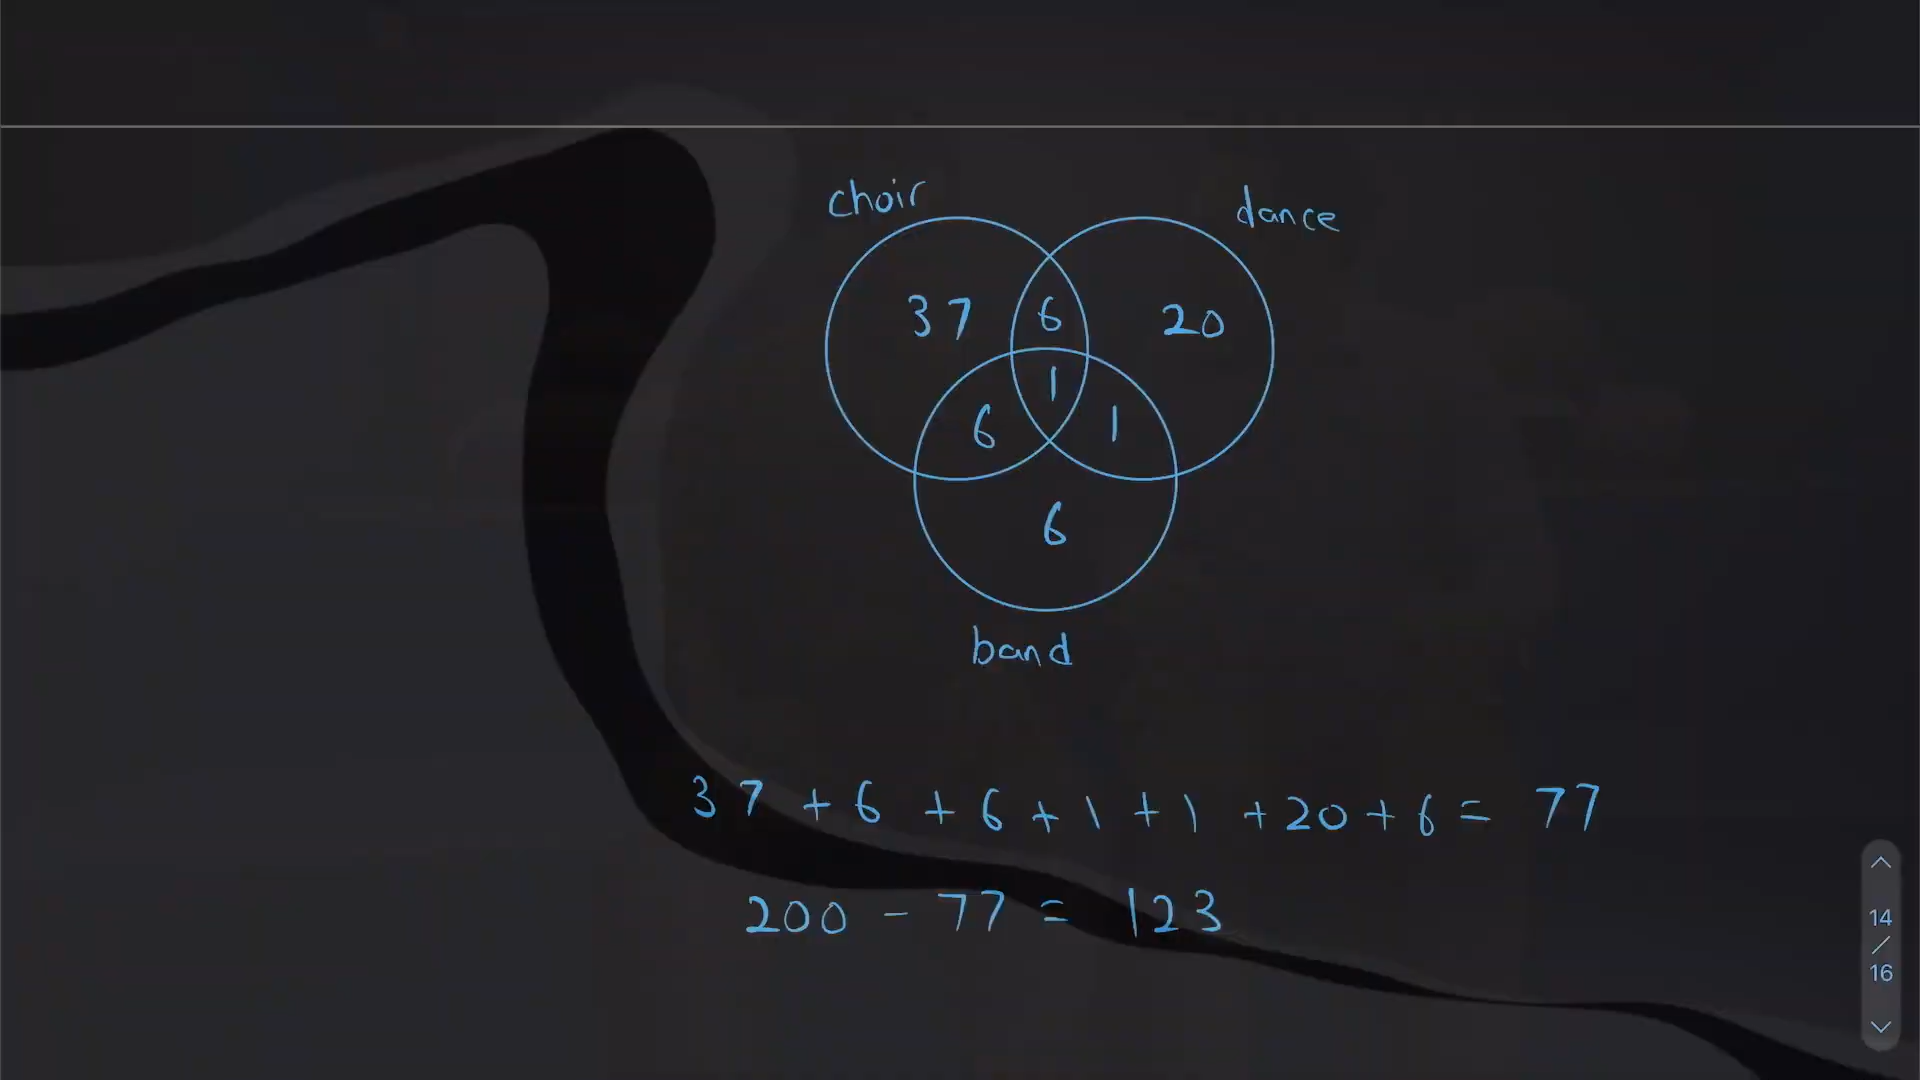 choir
dance
37 6 20
1
6 1
6
band
37 + 6 + 6 + 1 + 1 + 20 + 6 = 77
200 - 77 = 123
14
/
16